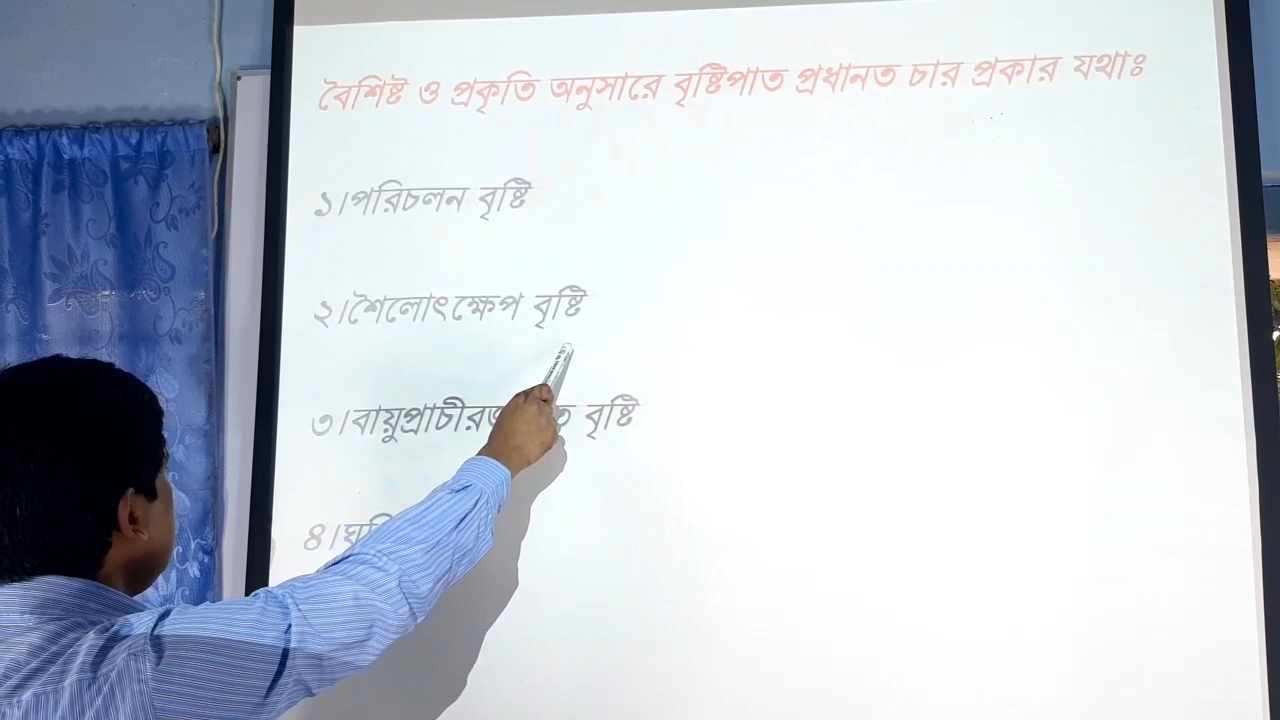 বৈশিষ্ট ও প্রকৃতি অনুসারে বৃষ্টিপাত প্রধানত চার প্রকার যথাঃ
১।পরিচলন বৃষ্টি
২।শৈলোৎক্ষেপ বৃষ্টি
৩। বৃষ্টি
৪।